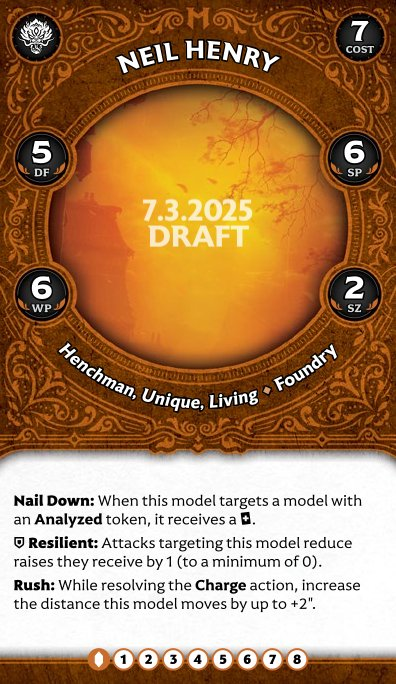 NEIL HENRY
7
COST
5
DF
6
SP
7.3.2025
DRAFT
6
WP
2
SZ
Henchman, Unique, Living • Foundry
Nail Down: When this model targets a model with
an Analyzed token, it receives a .
Resilient: Attacks targeting this model reduce
raises they receive by 1 (to a minimum of 0).
Rush: While resolving the Charge action, increase
the distance this model moves by up to +2".
1 2 3 4 5 6 7 8